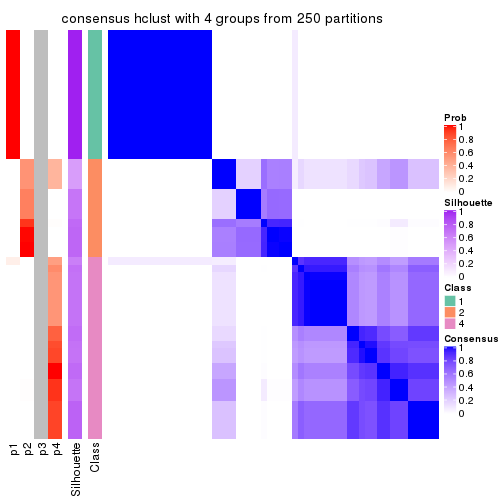 consensus hclust with 4 groups from 250 partitions
Prob
1
0.8
0.6
0.4
0.2
0
Silhouette
1
0.8
0.6
0.4
0.2
0
Class
1
2
4
Consensus
1
0.8
0.6
0.4
0.2
0
p1
p2
p3
p4
Silhouette
Class